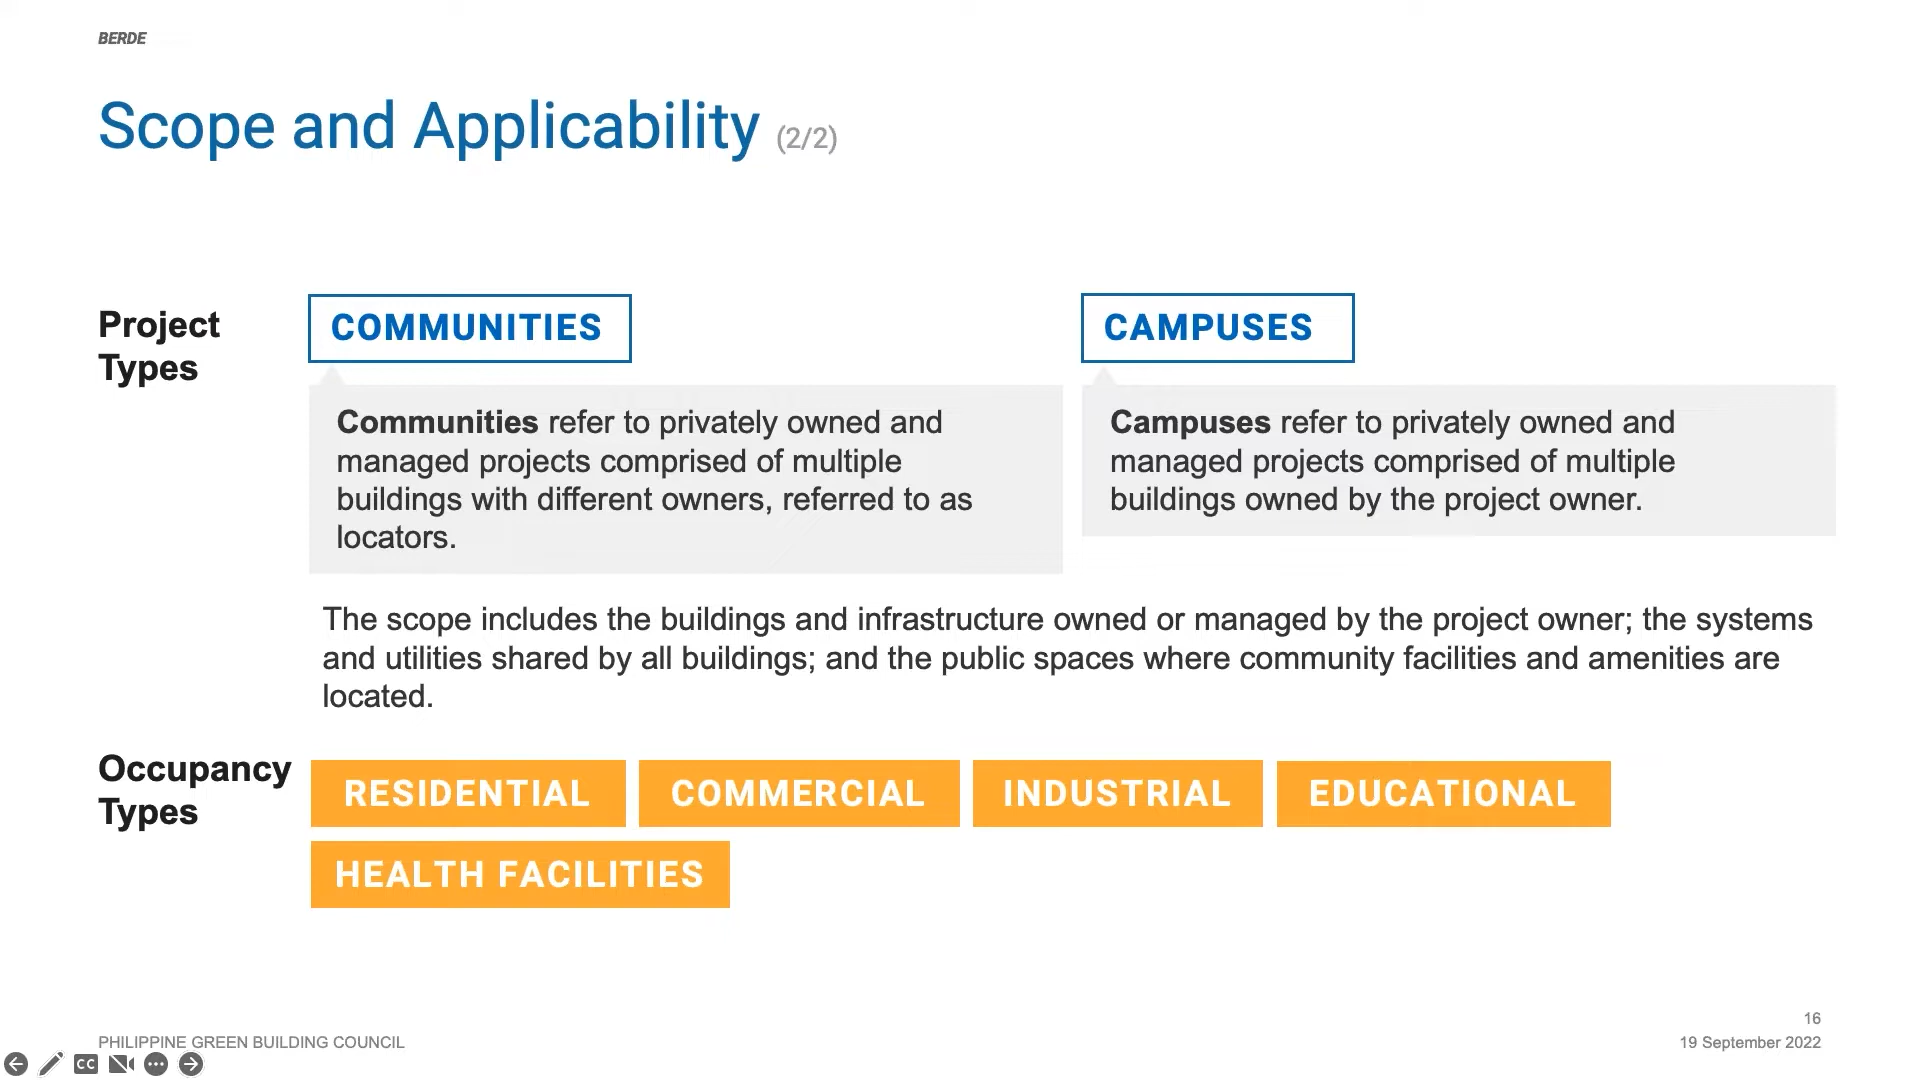 BERDE
Scope and Applicability (2/2)
Project
Types
COMMUNITIES
Communities refer to privately owned and
managed projects comprised of multiple
buildings with different owners, referred to as
locators.
CAMPUSES
Campuses refer to privately owned and
managed projects comprised of multiple
buildings owned by the project owner.
The scope includes the buildings and infrastructure owned or managed by the project owner; the systems
and utilities shared by all buildings; and the public spaces where community facilities and amenities are
located.
Occupancy
Types
RESIDENTIAL
COMMERCIAL
INDUSTRIAL
EDUCATIONAL
HEALTH FACILITIES
16
PHILIPPINE GREEN BUILDING COUNCIL
19 September 2022
CC